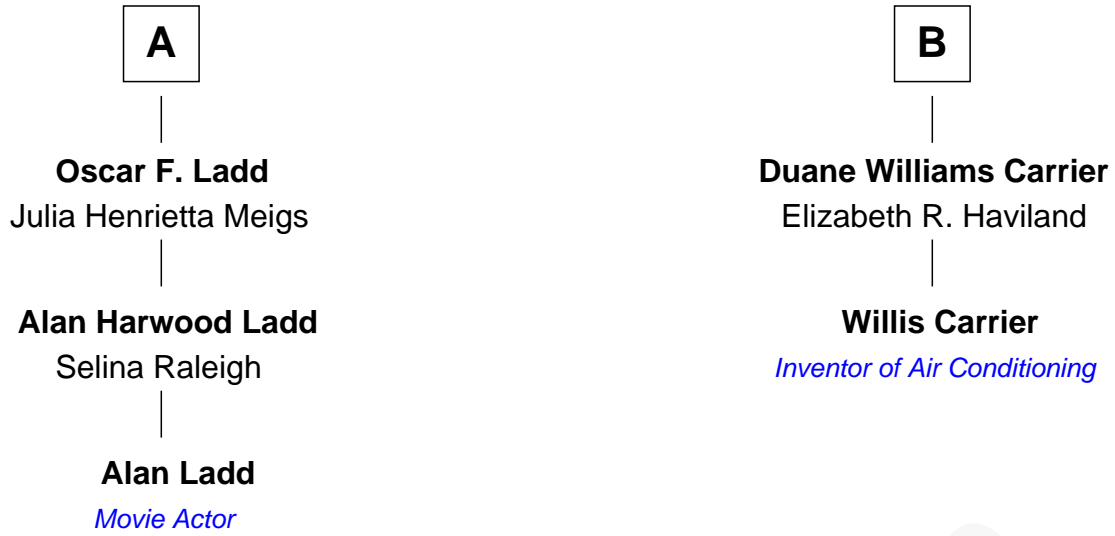 A
Oscar F. Ladd
Julia Henrietta Meigs
Alan Harwood Ladd
Selina Raleigh
Alan Ladd
Movie Actor
B
Duane Williams Carrier
Elizabeth R. Haviland
Willis Carrier
Inventor of Air Conditioning